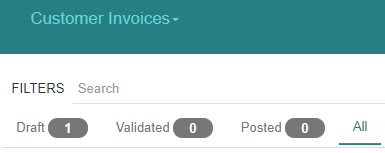 Customer Invoices
FILTERS Search
Draft 1 Validated 0 Posted 0 All